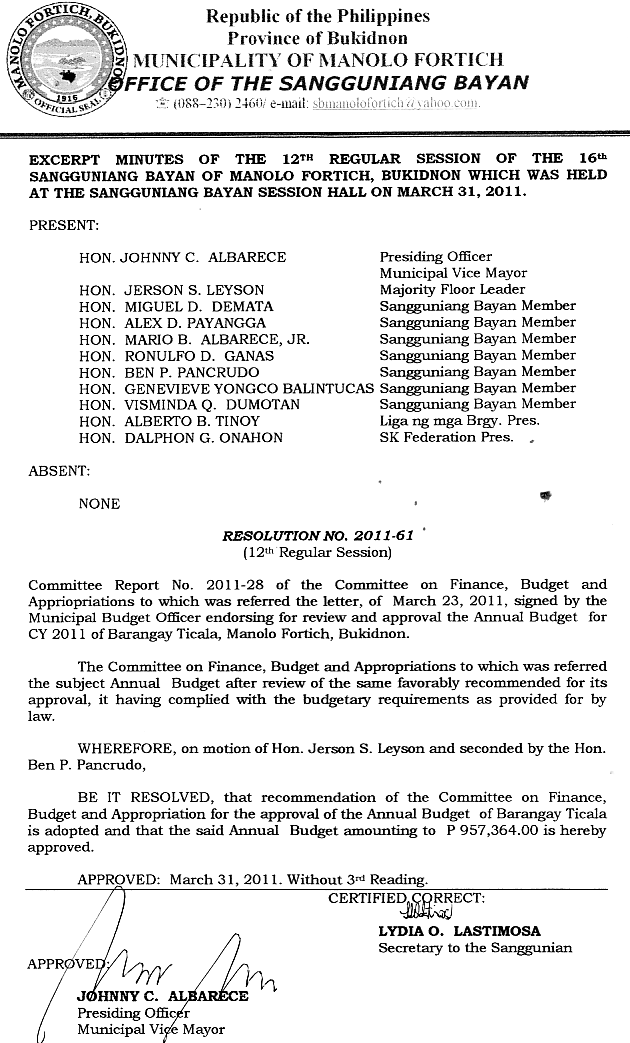 MANOLO FORTICH, BUKIDNON
1916
OFFICIAL SEAL
Republic of the Philippines
Province of Bukidnon
MUNICIPALITY OF MANOLO FORTICH
OFFICE OF THE SANGGUNIANG BAYAN
☏ (088-230) 2460/ e-mail: sbmanolofortich@yahoo.com.
EXCERPT MINUTES OF THE 12TH REGULAR SESSION OF THE 16th
SANGGUNIANG BAYAN OF MANOLO FORTICH, BUKIDNON WHICH WAS HELD
AT THE SANGGUNIANG BAYAN SESSION HALL ON MARCH 31, 2011.
PRESENT:
HON. JOHNNY C. ALBARECE Presiding Officer
Municipal Vice Mayor
HON. JERSON S. LEYSON Majority Floor Leader
HON. MIGUEL D. DEMATA Sangguniang Bayan Member
HON. ALEX D. PAYANGGA Sangguniang Bayan Member
HON. MARIO B. ALBARECE, JR. Sangguniang Bayan Member
HON. RONULFO D. GANAS Sangguniang Bayan Member
HON. BEN P. PANCRUDO Sangguniang Bayan Member
HON. GENEVIEVE YONGCO BALINTUCAS Sangguniang Bayan Member
HON. VISMINDA Q. DUMOTAN Sangguniang Bayan Member
HON. ALBERTO B. TINOY Liga ng mga Brgy. Pres.
HON. DALPHON G. ONAHON SK Federation Pres.
ABSENT:
NONE
RESOLUTION NO. 2011-61
(12th Regular Session)
Committee Report No. 2011-28 of the Committee on Finance, Budget and
Appriopriations to which was referred the letter, of March 23, 2011, signed by the
Municipal Budget Officer endorsing for review and approval the Annual Budget for
CY 2011 of Barangay Ticala, Manolo Fortich, Bukidnon.
The Committee on Finance, Budget and Appropriations to which was referred
the subject Annual Budget after review of the same favorably recommended for its
approval, it having complied with the budgetary requirements as provided for by
law.
WHEREFORE, on motion of Hon. Jerson S. Leyson and seconded by the Hon.
Ben P. Pancrudo,
BE IT RESOLVED, that recommendation of the Committee on Finance,
Budget and Appropriation for the approval of the Annual Budget of Barangay Ticala
is adopted and that the said Annual Budget amounting to P 957,364.00 is hereby
approved.
APPROVED: March 31, 2011. Without 3rd Reading.
CERTIFIED CORRECT:
LYDIA O. LASTIMOSA
Secretary to the Sanggunian
APPROVED:
JOHNNY C. ALBARECE
Presiding Officer
Municipal Vice Mayor